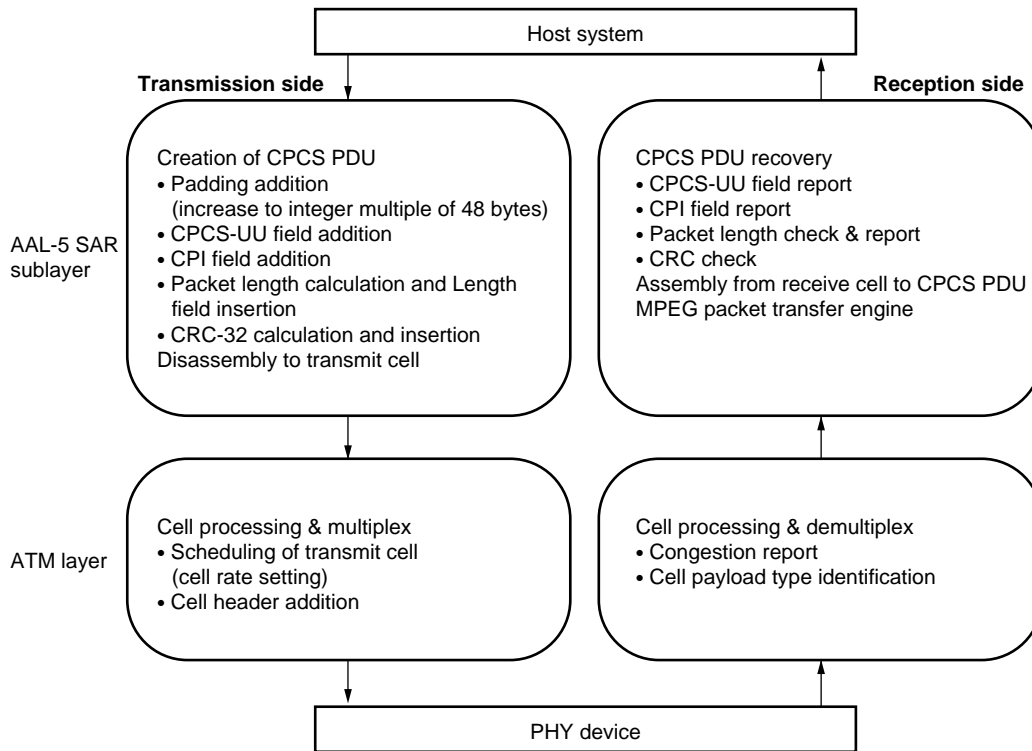 Host system
Transmission side
Reception side
AAL-5 SAR
sublayer
Creation of CPCS PDU
• Padding addition
(increase to integer multiple of 48 bytes)
• CPCS-UU field addition
• CPI field addition
• Packet length calculation and Length
field insertion
• CRC-32 calculation and insertion
Disassembly to transmit cell
CPCS PDU recovery
• CPCS-UU field report
• CPI field report
• Packet length check & report
• CRC check
Assembly from receive cell to CPCS PDU
MPEG packet transfer engine
ATM layer
Cell processing & multiplex
• Scheduling of transmit cell
(cell rate setting)
• Cell header addition
Cell processing & demultiplex
• Congestion report
• Cell payload type identification
PHY device